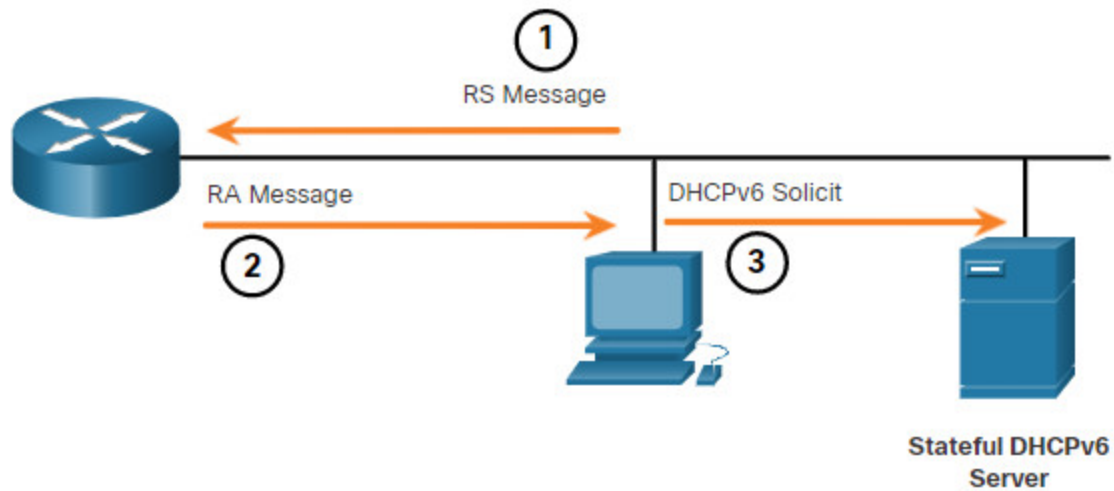 1
RS Message
RA Message
DHCPv6 Solicit
2
3
Stateful DHCPv6
Server